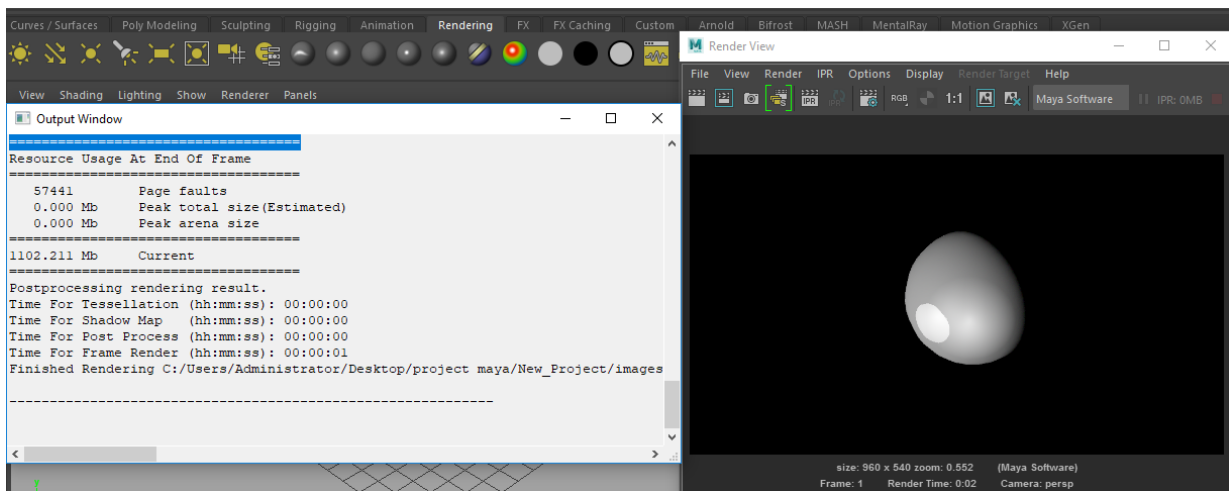 Curves / Surfaces Poly Modeling Sculpting Rigging Animation Rendering FX FX Caching Custom Arnold Bifrost MASH MentalRay Motion Graphics XGen
View Shading Lighting Show Renderer Panels
Output Window
=====================================
Resource Usage At End Of Frame
=====================================
57441 Page faults
0.000 Mb Peak total size(Estimated)
0.000 Mb Peak arena size
=====================================
1102.211 Mb Current
=====================================
Postprocessing rendering result.
Time For Tessellation (hh:mm:ss): 00:00:00
Time For Shadow Map (hh:mm:ss): 00:00:00
Time For Post Process (hh:mm:ss): 00:00:00
Time For Frame Render (hh:mm:ss): 00:00:01
Finished Rendering C:/Users/Administrator/Desktop/project maya/New_Project/images
-------------------------------------------------------------
Y
Render View
File View Render IPR Options Display Render Target Help
IPR RGB 1:1 Maya Software IPR: 0MB
size: 960 x 540 zoom: 0.552 (Maya Software)
Frame: 1 Render Time: 0:02 Camera: persp